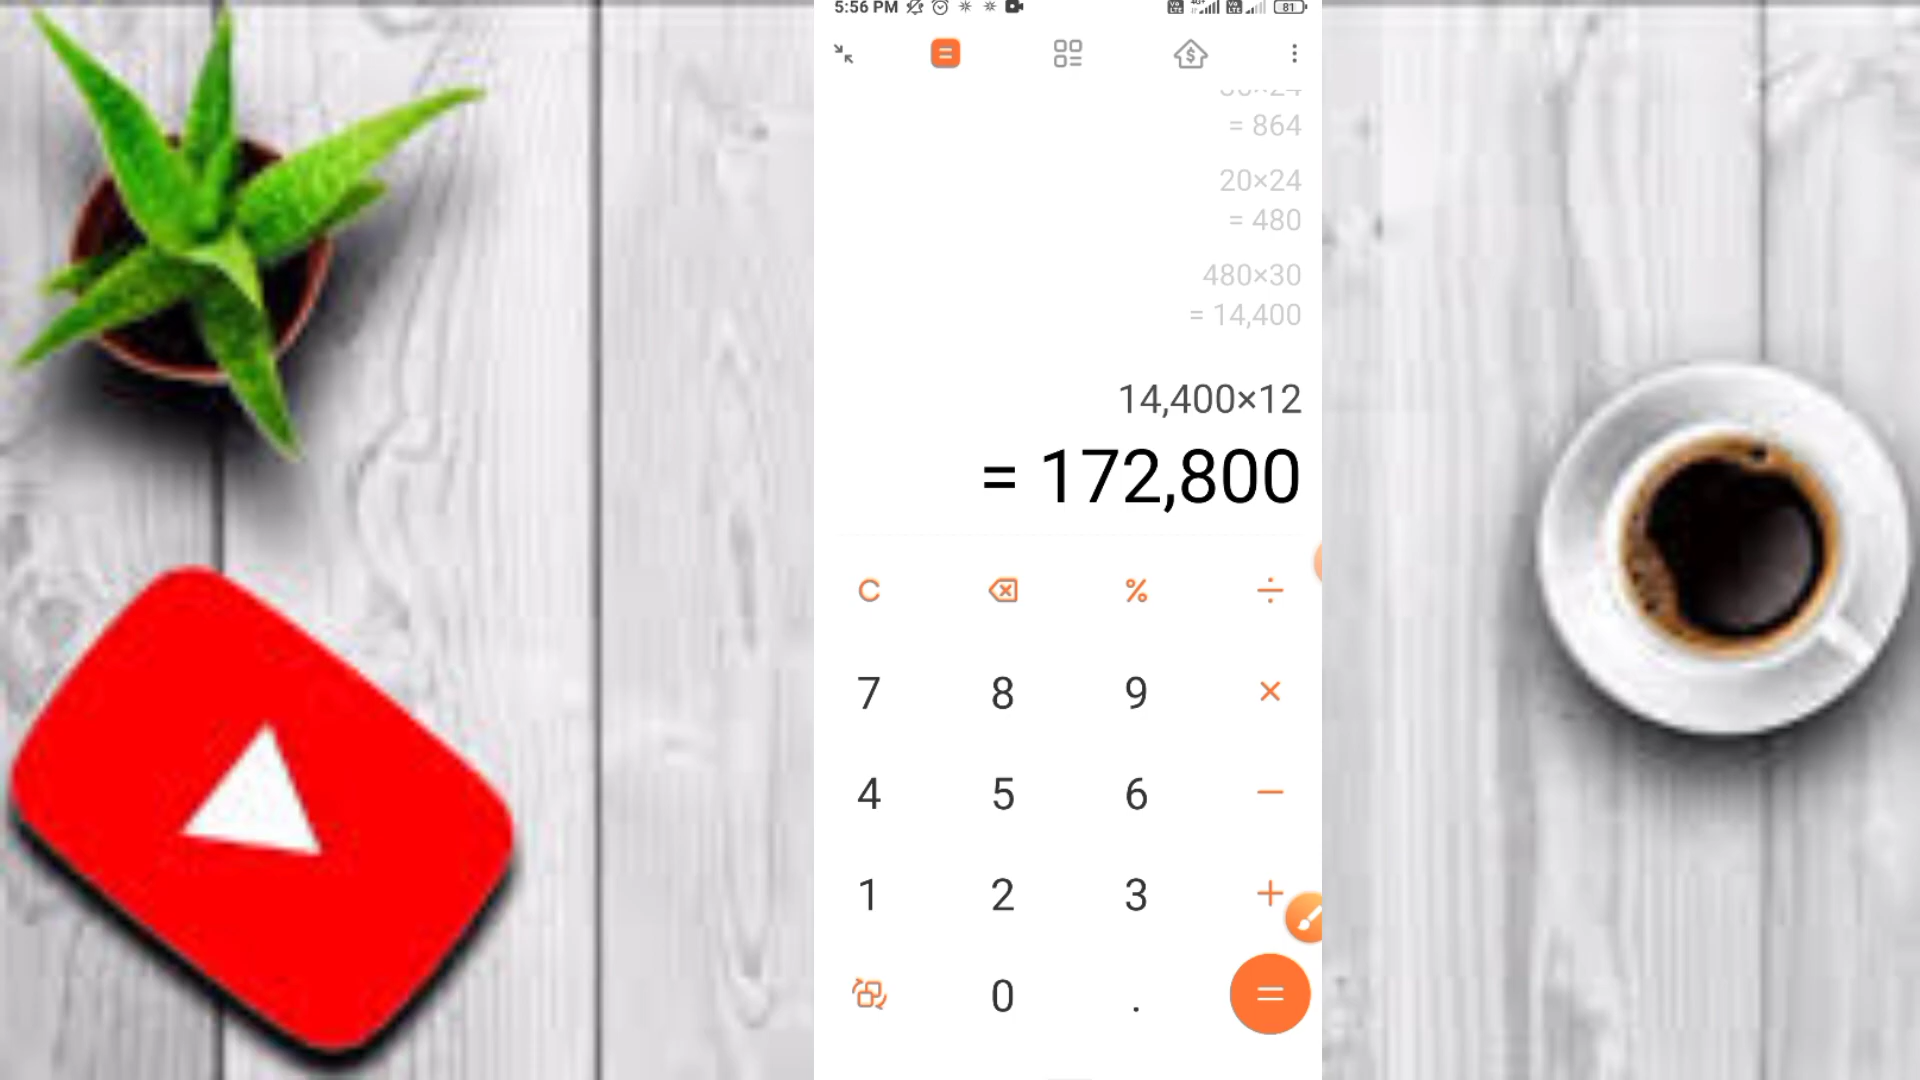 5:56 PM
81
= 864
20×24
= 480
480×30
= 14,400
14,400×12
= 172,800
C % ÷
7 8 9 ×
4 5 6 −
1 2 3 +
0 . =